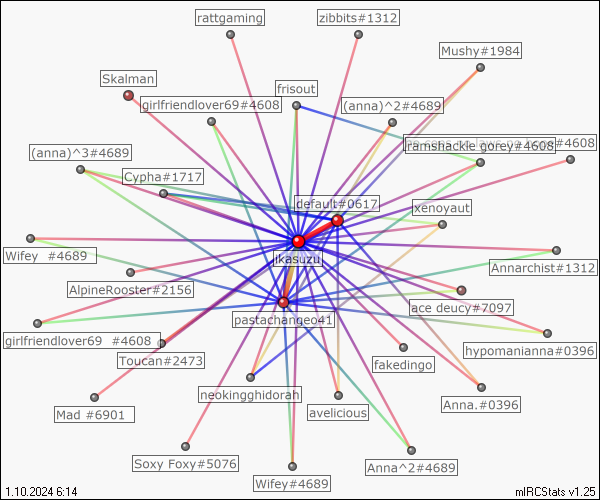 rattgaming
zibbits#1312
Mushy#1984
Skalman
frisout
girlfriendlover69#4608
(anna)^2#4689
ramshackle gorey#4608
#4608
(anna)^3#4689
Cypha#1717
default#0617
xenoyaut
Wifey #4689
ikasuzu
Annarchist#1312
AlpineRooster#2156
ace deucy#7097
pastachangeo41
girlfriendlover69 #4608
Toucan#2473
hypomanianna#0396
fakedingo
neokingghidorah
Mad #6901
avelicious
Anna.#0396
Soxy Foxy#5076
Anna^2#4689
Wifey#4689
1.10.2024 6:14
mIRCStats v1.25